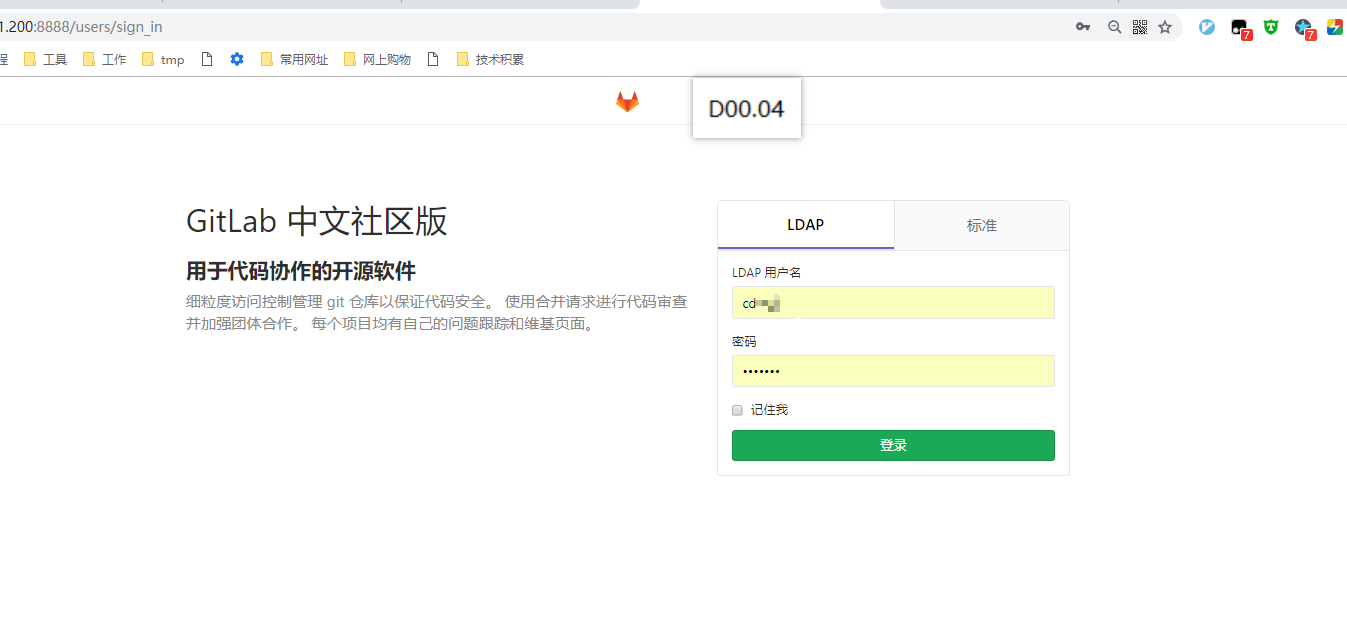 1.200:8888/users/sign_in
程 工具 工作 tmp 常用网址 网上购物 技术积累
7 7
D00.04
GitLab 中文社区版
用于代码协作的开源软件
细粒度访问控制管理 git 仓库以保证代码安全。 使用合并请求进行代码审查
并加强团体合作。 每个项目均有自己的问题跟踪和维基页面。
LDAP 标准
LDAP 用户名
cd
密码
•••••••
记住我
登录